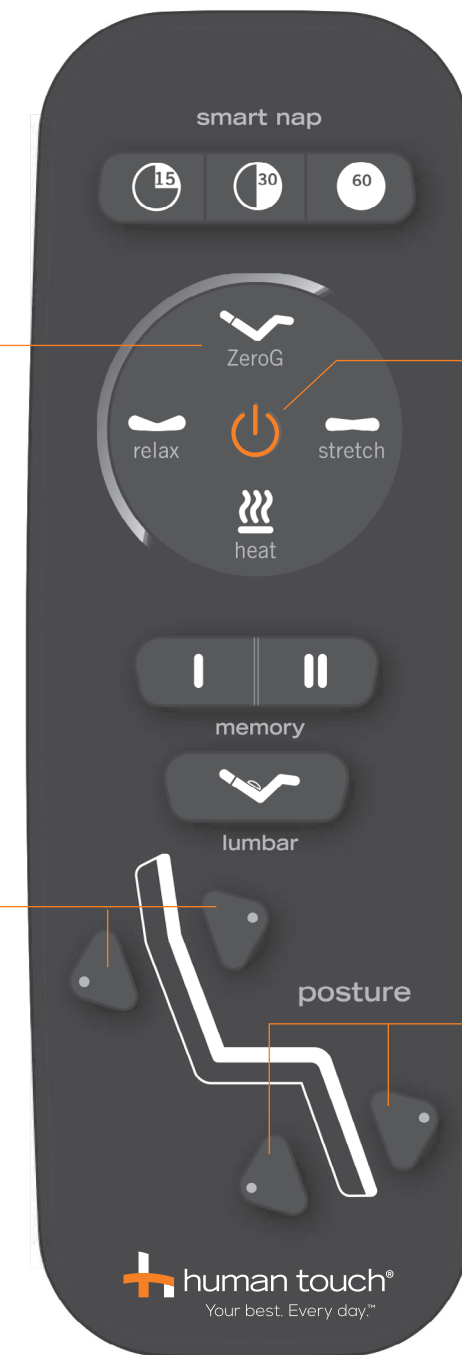 smart nap
15 30 60
ZeroG
relax stretch
heat
I II
memory
lumbar
posture
human touch®
Your best. Every day.™